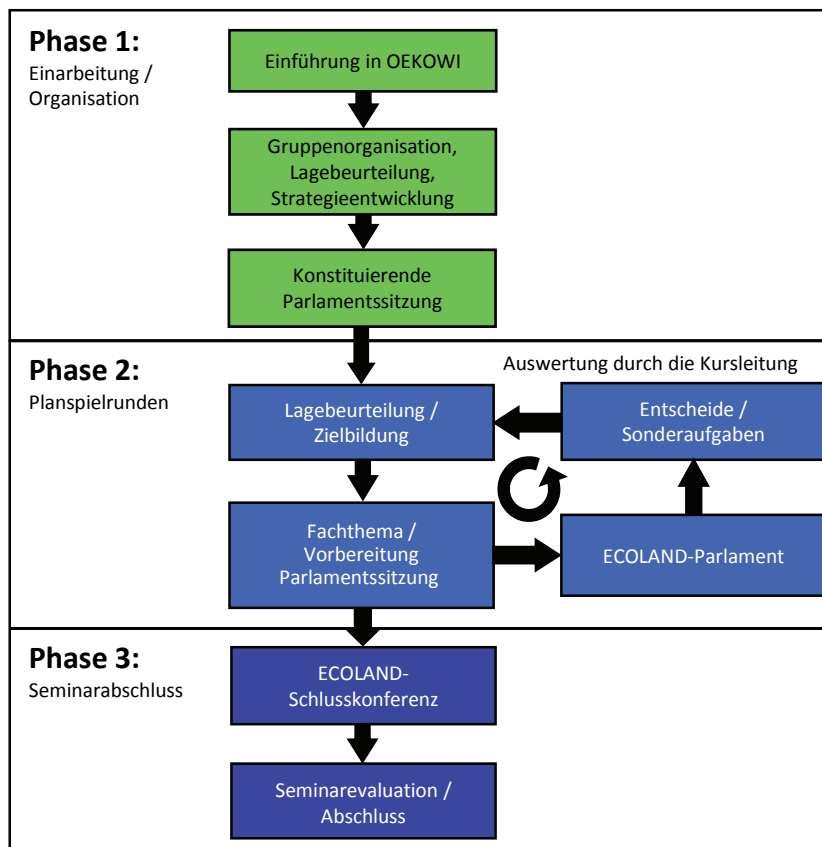 Phase 1:
Einarbeitung /
Organisation
Einführung in OEKOWI
Gruppenorganisation,
Lagebeurteilung,
Strategieentwicklung
Konstituierende
Parlamentssitzung
Phase 2:
Planspielrunden
Auswertung durch die Kursleitung
Lagebeurteilung /
Zielbildung
Entscheide /
Sonderaufgaben
Fachthema /
Vorbereitung
Parlamentssitzung
ECOLAND-Parlament
Phase 3:
Seminarabschluss
ECOLAND-
Schlusskonferenz
Seminarevaluation /
Abschluss